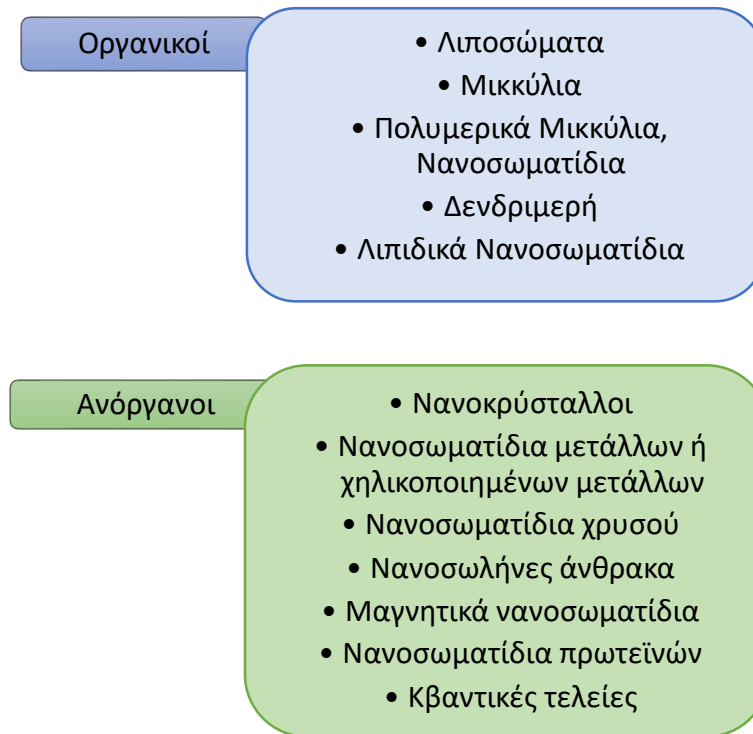 Οργανικοί
• Λιποσώματα
• Μικκύλια
• Πολυμερικά Μικκύλια,
Νανοσωματίδια
• Δενδριμερή
• Λιπιδικά Νανοσωματίδια
Ανόργανοι
• Νανοκρύσταλλοι
• Νανοσωματίδια μετάλλων ή
χηλικοποιημένων μετάλλων
• Νανοσωματίδια χρυσού
• Νανοσωλήνες άνθρακα
• Μαγνητικά νανοσωματίδια
• Νανοσωματίδια πρωτεϊνών
• Κβαντικές τελείες